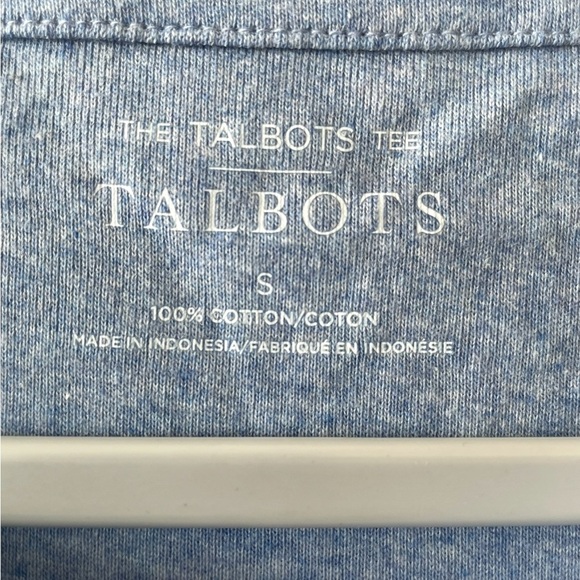 THE TALBOTS TEE
TALBOTS
S
100% COTTON/COTON
MADE IN INDONESIA/FABRIQUÉ EN INDONÉSIE